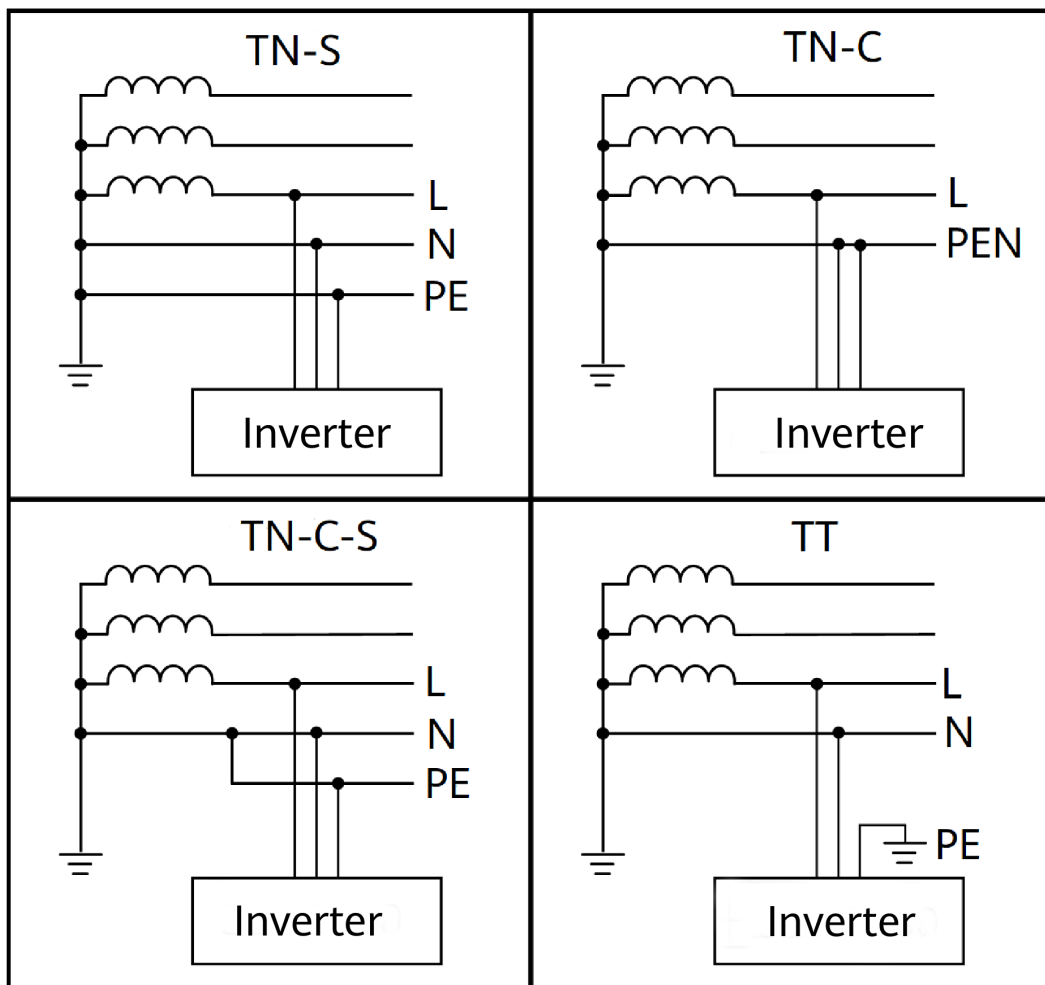 TN-S
L
N
PE
Inverter
TN-C
L
PEN
Inverter
TN-C-S
L
N
PE
Inverter
TT
L
N
PE
Inverter